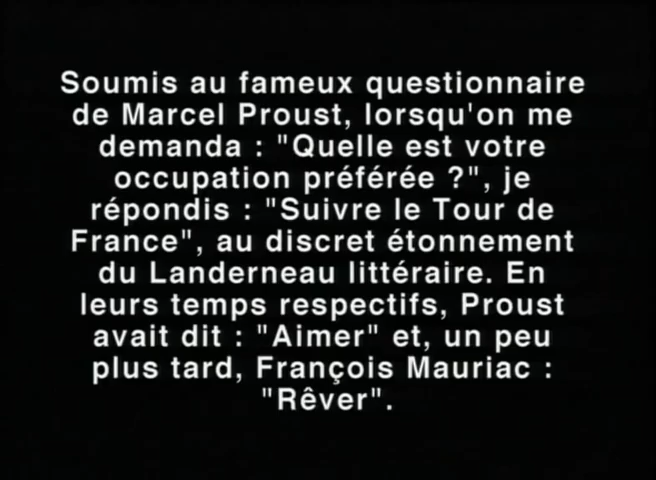 Soumis au fameux questionnaire
de Marcel Proust, lorsqu'on me
demanda : "Quelle est votre
occupation préférée ?", je
répondis : "Suivre le Tour de
France", au discret étonnement
du Landerneau littéraire. En
leurs temps respectifs, Proust
avait dit : "Aimer" et, un peu
plus tard, François Mauriac :
"Rêver".